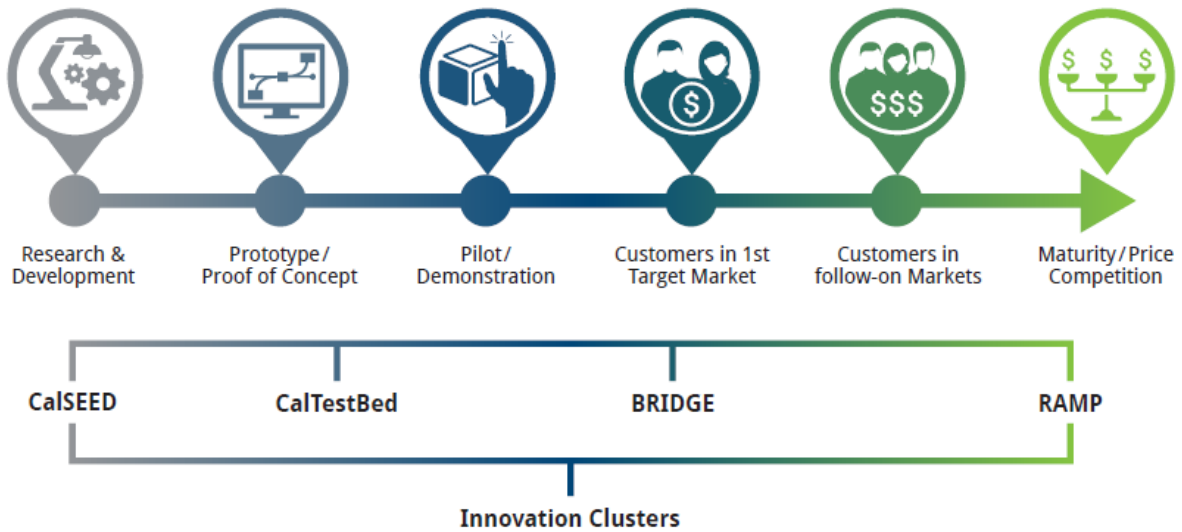 $
$$$
$ $ $
Research &
Development
Prototype/
Proof of Concept
Pilot/
Demonstration
Customers in 1st
Target Market
Customers in
follow-on Markets
Maturity/Price
Competition
CalSEED
CalTestBed
BRIDGE
RAMP
Innovation Clusters